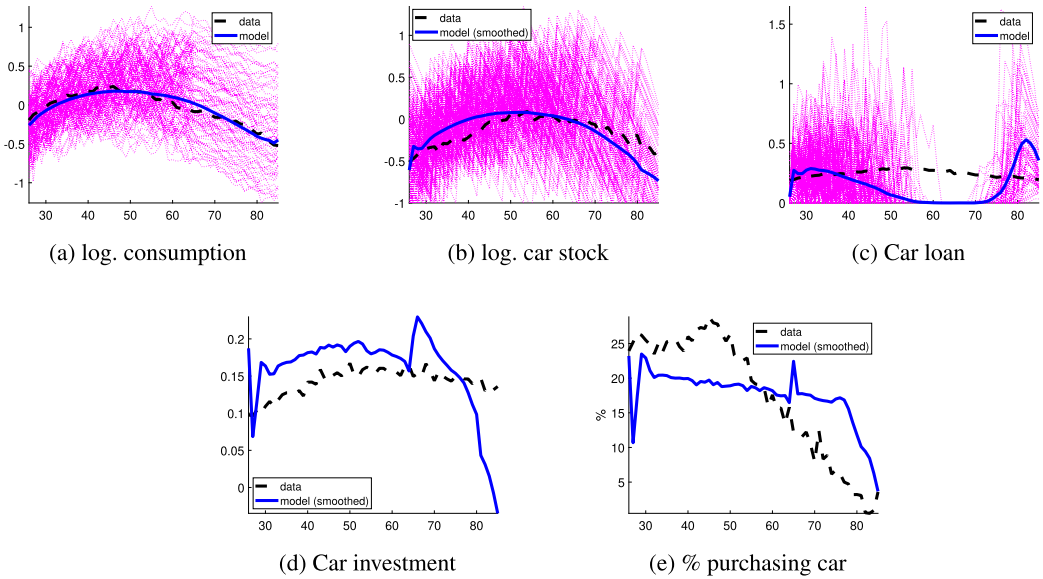 1
0.5
0
-0.5
-1
30 40 50 60 70 80
data
model
(a) log. consumption
1
0.5
0
-0.5
-1
30 40 50 60 70 80
data
model (smoothed)
(b) log. car stock
1.5
1
0.5
0
30 40 50 60 70 80
data
model
(c) Car loan
0.2
0.15
0.1
0.05
0
30 40 50 60 70 80
data
model (smoothed)
(d) Car investment
%
25
20
15
10
5
30 40 50 60 70 80
data
model (smoothed)
(e) % purchasing car